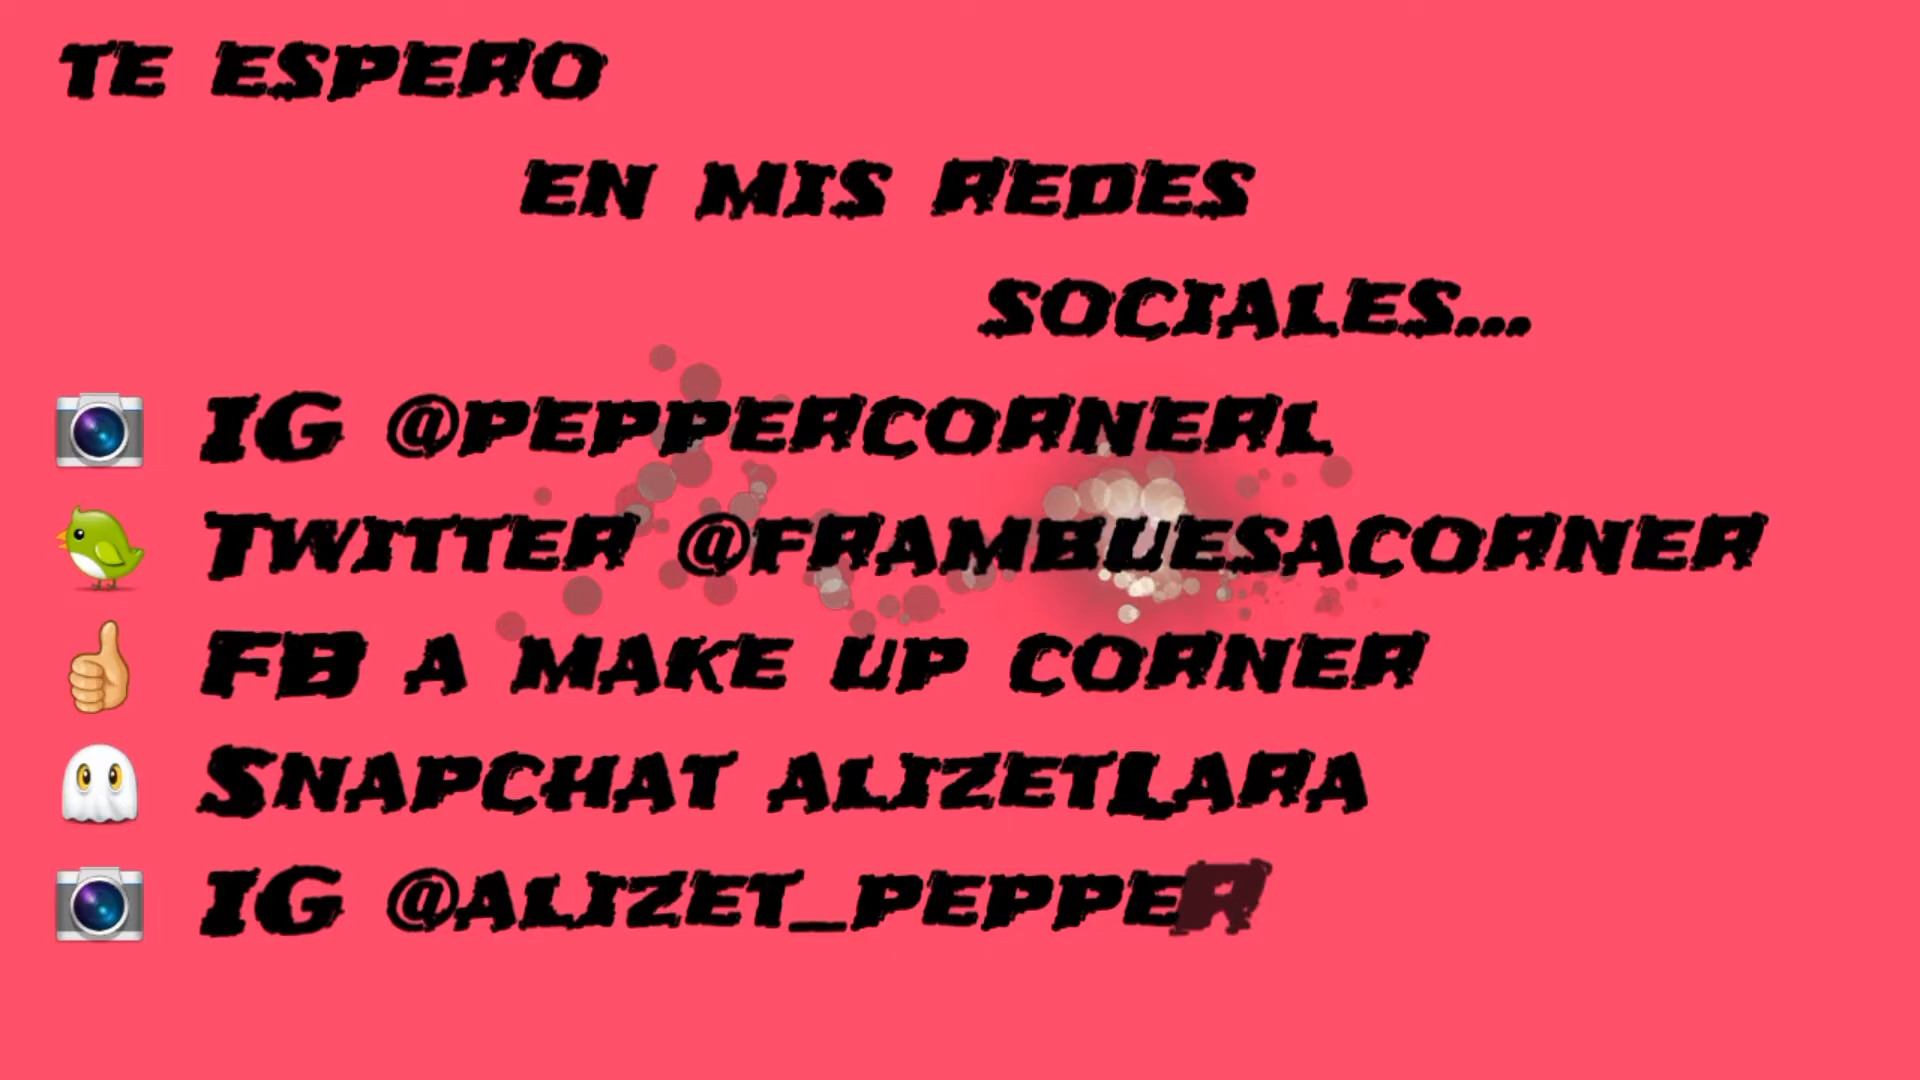 TE ESPERO
EN MIS REDES
SOCIALES...
IG @PEPPERCORNERL
TWITTER @FRAMBUESACORNER
FB A MAKE UP CORNER
SNAPCHAT ALIZETLARA
IG @ALIZET_PEPPER